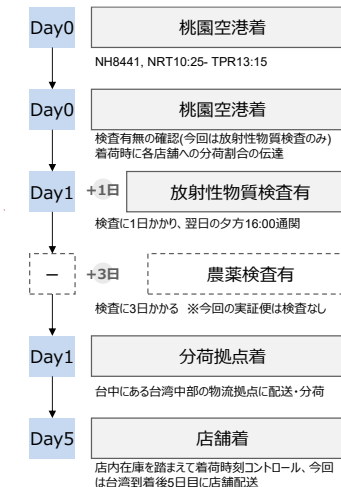 Day0 桃園空港着
NH8441, NRT10:25- TPR13:15
Day0 桃園空港着
検査有無の確認(今回は放射性物質検査のみ)
着荷時に各店舗への分荷割合の伝達
Day1 +1日 放射性物質検査有
検査に1日かかり、翌日の夕方16:00通関
― +3日 農薬検査有
検査に3日かかる ※今回の実証便は検査なし
Day1 分荷拠点着
台中にある台湾中部の物流拠点に配送・分荷
Day5 店舗着
店内在庫を踏まえて着荷時刻コントロール、今回
は台湾到着後5日目に店舗配送